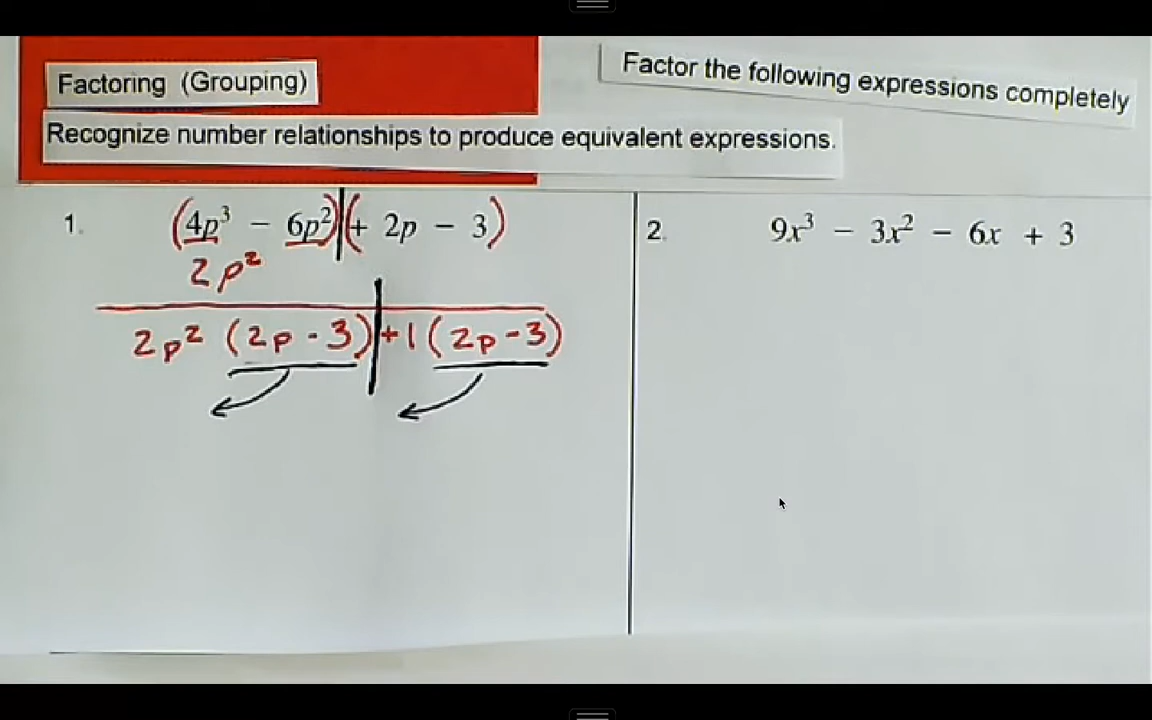 Factoring (Grouping)
Factor the following expressions completely
Recognize number relationships to produce equivalent expressions.
1. (4p³ − 6p²)(+ 2p − 3)
2p²
2p² (2p - 3) +1 (2p - 3)
2. 9x³ − 3x² − 6x + 3